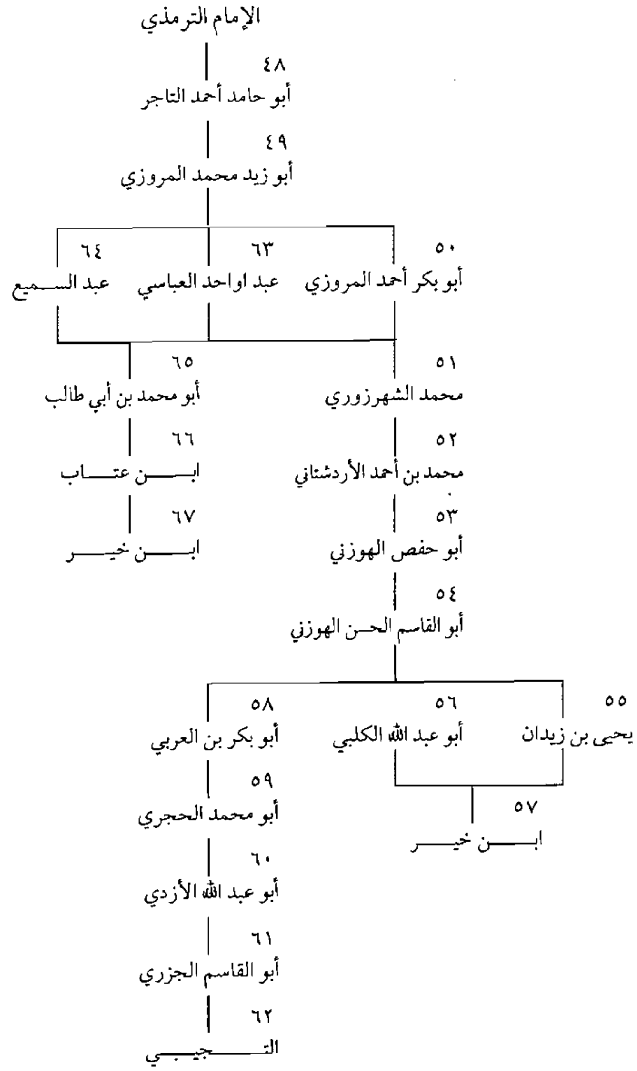 الإمام الترمذي
٤٨
أبو حامد أحمد التاجر
٤٩
أبو زيد محمد المروزي
٥٠ ٦٣ ٦٤
أبو بكر أحمد المروزي عبد اواحد العباسي عبد السميع
٥١ ٦٥
محمد الشهرزوري أبو محمد بن أبي طالب
٥٢ ٦٦
محمد بن أحمد الأردشتاني ابن عتاب
٥٣ ٦٧
أبو حفص الهوزني ابن خير
٥٤
أبو القاسم الحسن الهوزني
٥٥ ٥٦ ٥٨
يحيى بن زيدان أبو عبد الله الكلبي أبو بكر بن العربي
٥٧ ٥٩
ابن خير أبو محمد الحجري
٦٠
أبو عبد الله الأزدي
٦١
أبو القاسم الجزري
٦٢
التجيبي